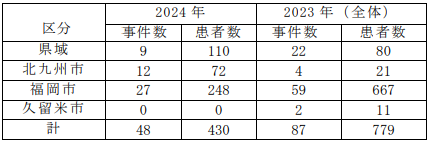 区分 2024 年 2023 年（全体）
事件数 患者数 事件数 患者数
県域 9 110 22 80
北九州市 12 72 4 21
福岡市 27 248 59 667
久留米市 0 0 2 11
計 48 430 87 779